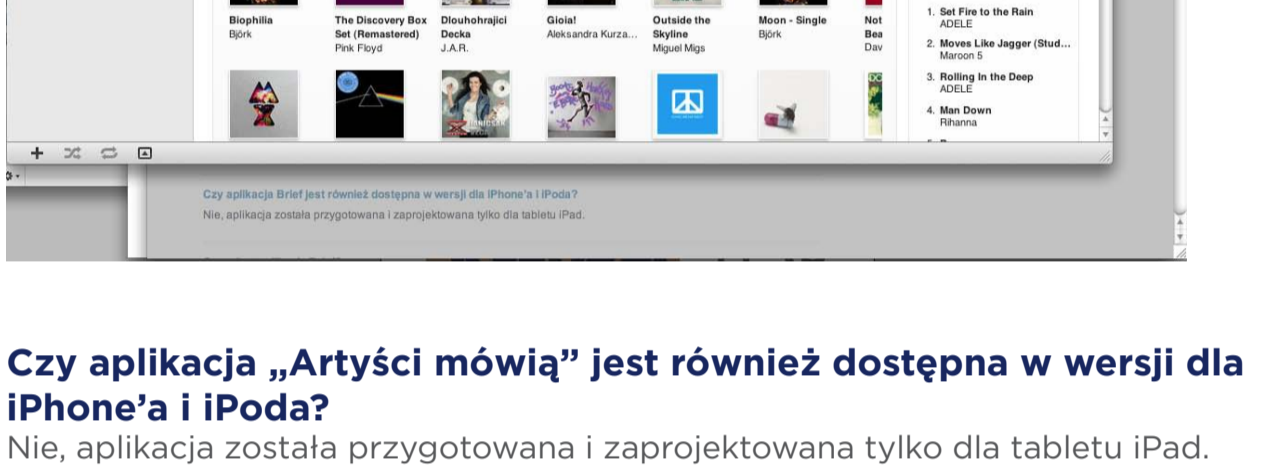 Biophilia
Björk
The Discovery Box
Set (Remastered)
Pink Floyd
Dlouhohrajici
Decka
J.A.R.
Gioia!
Aleksandra Kurza...
Outside the
Skyline
Miguel Migs
Moon - Single
Björk
Not
Bea
Dav
1. Set Fire to the Rain
ADELE
2. Moves Like Jagger (Stud...
Maroon 5
3. Rolling In the Deep
ADELE
4. Man Down
Rihanna
Czy aplikacja Brief jest również dostępna w wersji dla iPhone'a i iPoda?
Nie, aplikacja została przygotowana i zaprojektowana tylko dla tabletu iPad.
Czy aplikacja „Artyści mówią” jest również dostępna w wersji dla
iPhone’a i iPoda?
Nie, aplikacja została przygotowana i zaprojektowana tylko dla tabletu iPad.